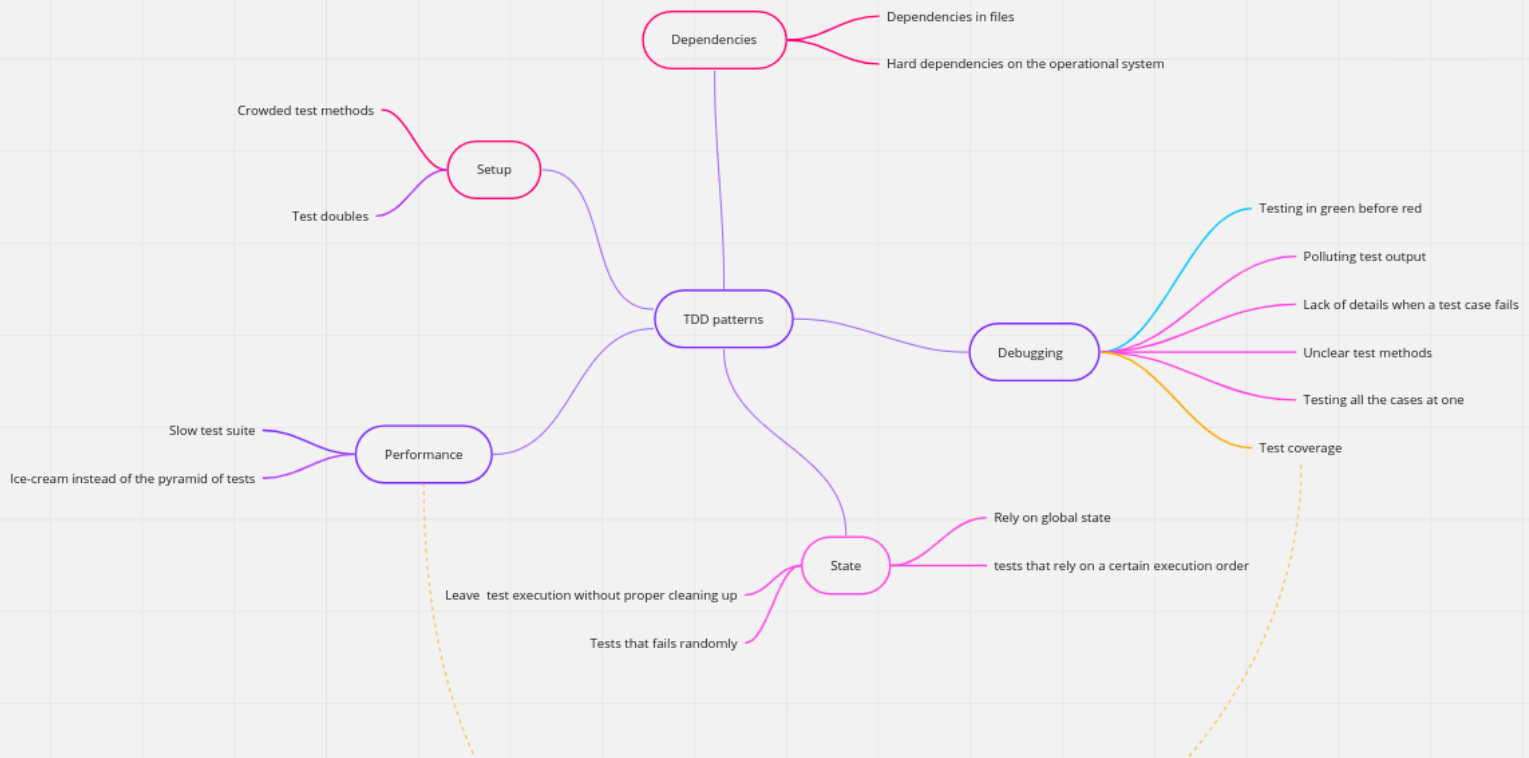 Dependencies
Dependencies in files
Hard dependencies on the operational system
Setup
Crowded test methods
Test doubles
TDD patterns
Debugging
Testing in green before red
Polluting test output
Lack of details when a test case fails
Unclear test methods
Testing all the cases at one
Test coverage
Performance
Slow test suite
Ice-cream instead of the pyramid of tests
State
Rely on global state
tests that rely on a certain execution order
Leave  test execution without proper cleaning up
Tests that fails randomly